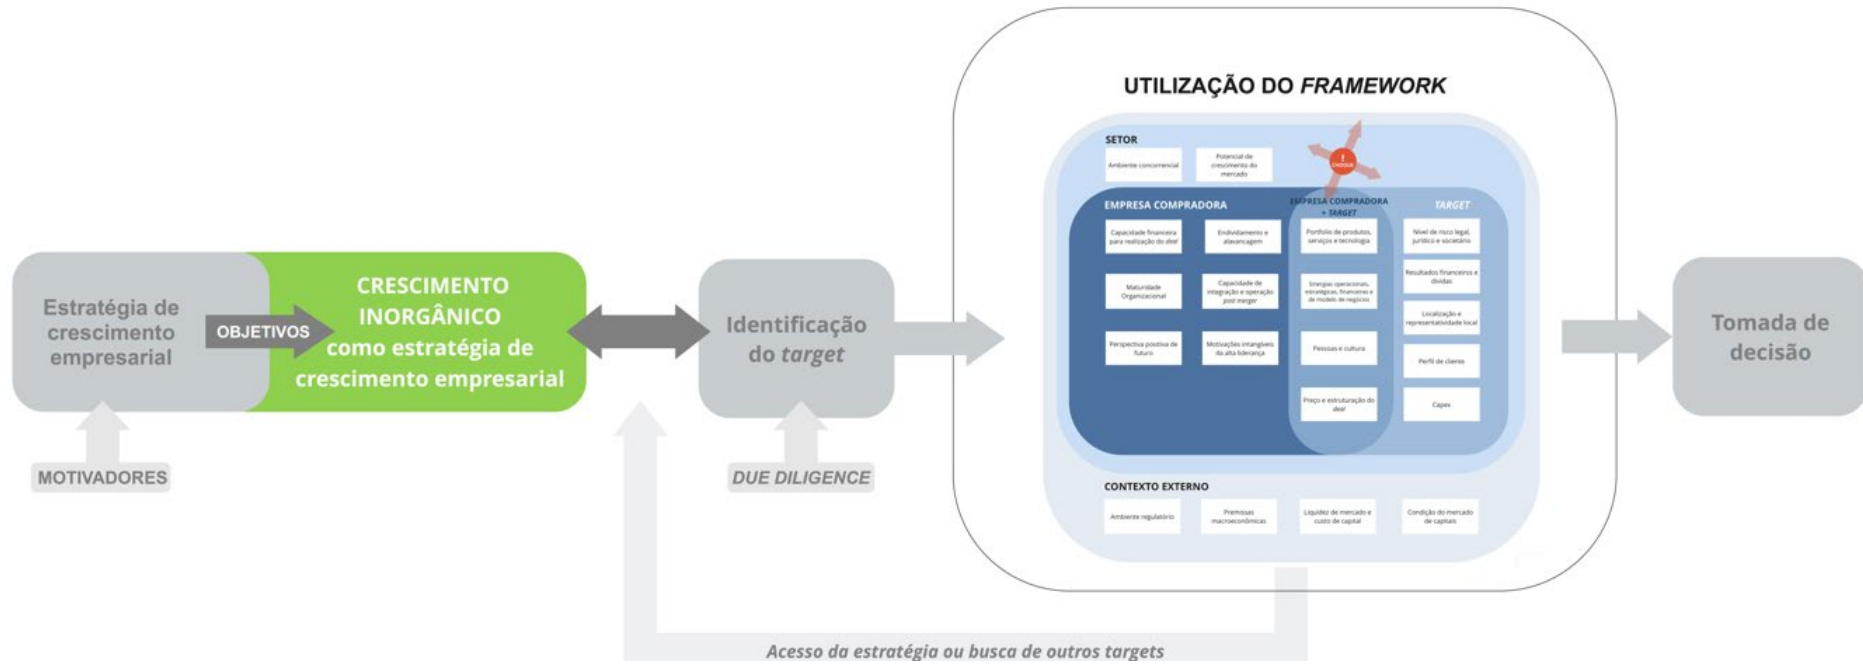 UTILIZAÇÃO DO FRAMEWORK
SETOR
Ambiente concorrencial
Potencial de
crescimento do
mercado
!
CHOQUE
EMPRESA COMPRADORA
Capacidade financeira
para realização do deal
Endividamento e
alavancagem
Maturidade
Organizacional
Capacidade de
integração e operação
post merger
Perspectiva positiva de
futuro
Motivações intangíveis
da alta liderança
EMPRESA COMPRADORA
+ TARGET
Portfolio de produtos,
serviços e tecnologia
Sinergias operacionais,
estratégicas, financeiras e
de modelo de negócios
Pessoas e cultura
Preço e estruturação do
deal
TARGET
Nível de risco legal,
jurídico e societário
Resultados financeiros e
dívidas
Localização e
representatividade local
Perfil de cliente
Capex
CONTEXTO EXTERNO
Ambiente regulatório
Premissas
macroeconômicas
Liquidez de mercado e
custo de capital
Condição do mercado
de capitais
Estratégia de
crescimento
empresarial
OBJETIVOS
CRESCIMENTO
INORGÂNICO
como estratégia de
crescimento empresarial
Identificação
do target
Tomada de
decisão
MOTIVADORES
DUE DILIGENCE
Acesso da estratégia ou busca de outros targets